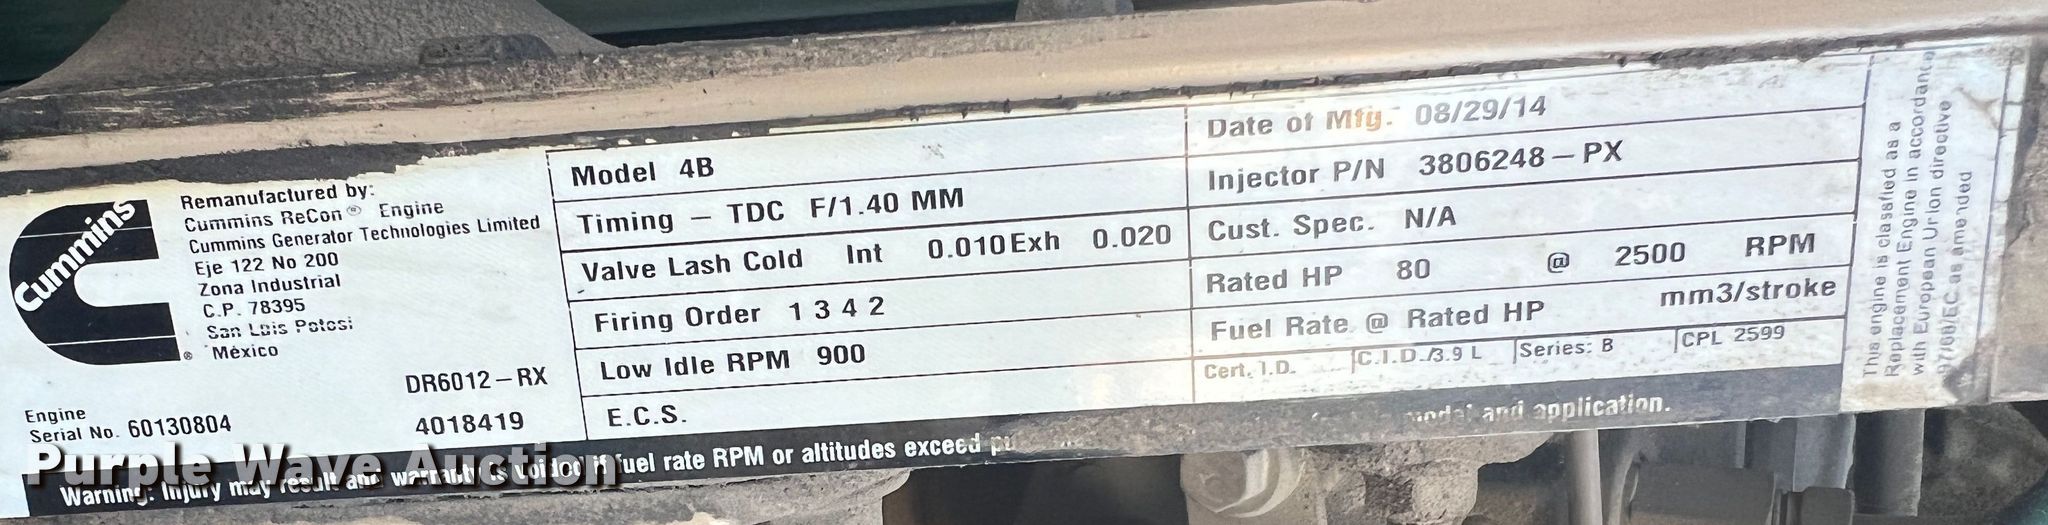 Cummins
Remanufactured by:
Cummins ReCon® Engine
Cummins Generator Technologies Limited
Eje 122 No 200
Zona Industrial
C.P. 78395
San Luis Potosi
México
DR6012-RX
Engine
Serial No. 60130804
4018419
Model 4B
Timing - TDC F/1.40 MM
Valve Lash Cold Int 0.010 Exh 0.020
Firing Order 1 3 4 2
Low Idle RPM 900
E.C.S.
Date of Mfg. 08/29/14
Injector P/N 3806248-PX
Cust. Spec. N/A
Rated HP 80 @ 2500 RPM
Fuel Rate @ Rated HP mm3/stroke
Cert. I.D. C.I.D./3.9 L Series: B CPL 2599
Warning: Injury may result and warranty is voided if fuel rate RPM or altitudes exceed model and application.
This engine is classified as a
Replacement Engine in accordance
with European Union directive
97/68/EC as amended
Purple Wave Auction